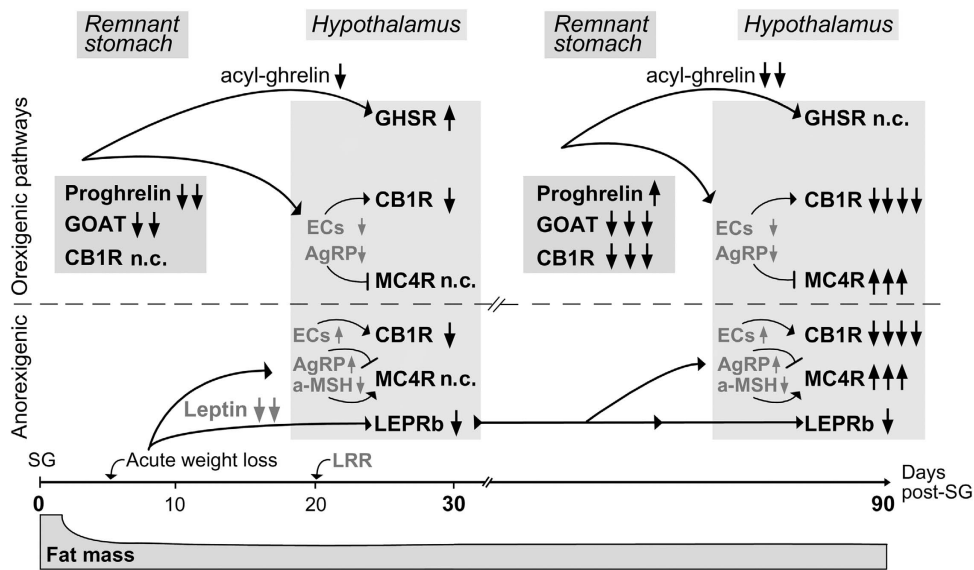 Remnant
stomach
Hypothalamus
Remnant
stomach
Hypothalamus
Orexigenic pathways
acyl-ghrelin ↓
GHSR ↑
Proghrelin ↓↓
GOAT ↓↓
CB1R n.c.
CB1R ↓
ECs ↓
AgRP ↓
MC4R n.c.
acyl-ghrelin ↓↓
GHSR n.c.
Proghrelin ↑
GOAT ↓↓↓
CB1R ↓↓↓
CB1R ↓↓↓↓
ECs ↓
AgRP ↓
MC4R ↑↑↑
Anorexigenic
ECs ↑
CB1R ↓
AgRP ↑
a-MSH ↓
MC4R n.c.
Leptin ↓↓
LEPRb ↓
ECs ↑
CB1R ↓↓↓↓
AgRP ↑
a-MSH ↓
MC4R ↑↑↑
LEPRb ↓
SG
Acute weight loss
LRR
Days
post-SG
0
10
20
30
90
Fat mass